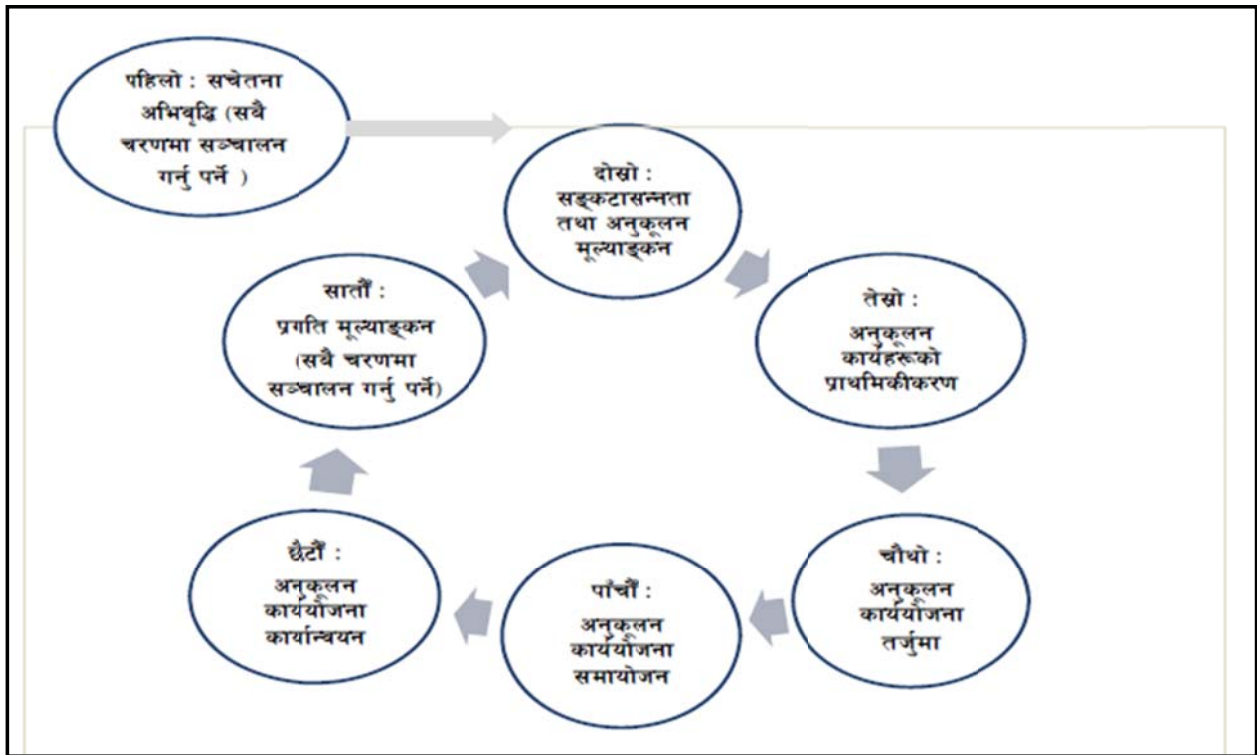 पहिलो : सचेतना
अभिवृद्धि (सबै
चरणमा सञ्चालन
गर्नु पर्ने )
दोस्रो :
सङ्कटासन्नता
तथा अनुकूलन
मूल्याङ्कन
तेस्रो :
अनुकूलन
कार्यहरूको
प्राथमिकीकरण
चौथो :
अनुकूलन
कार्ययोजना
तर्जुमा
पाँचौँ :
अनुकूलन
कार्ययोजना
समायोजन
छैटौँ :
अनुकूलन
कार्ययोजना
कार्यान्वयन
सातौँ :
प्रगति मूल्याङ्कन
(सबै चरणमा
सञ्चालन गर्नु पर्ने)